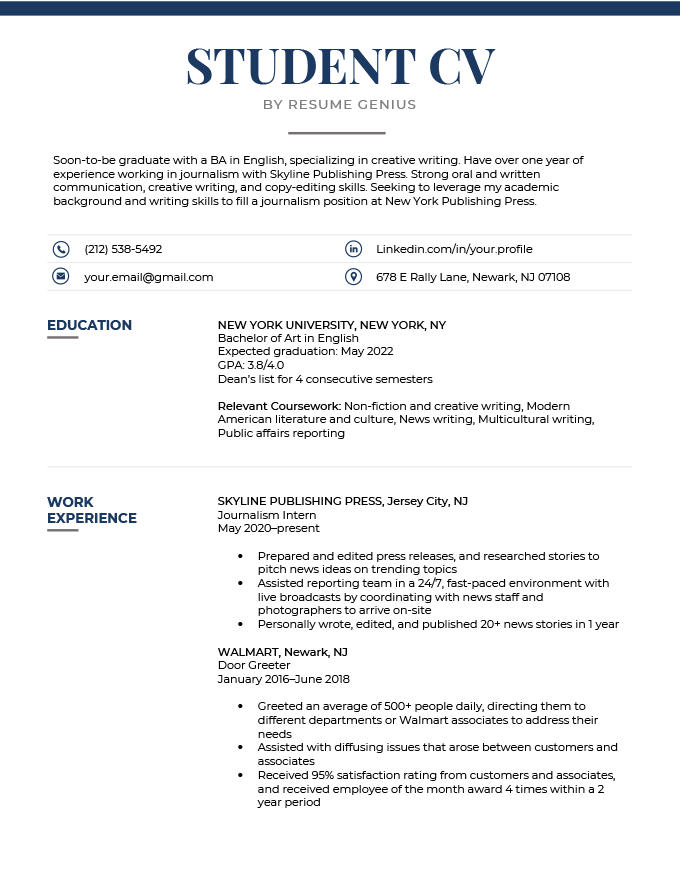 STUDENT CV
BY RESUME GENIUS
Soon-to-be graduate with a BA in English, specializing in creative writing. Have over one year of
experience working in journalism with Skyline Publishing Press. Strong oral and written
communication, creative writing, and copy-editing skills. Seeking to leverage my academic
background and writing skills to fill a journalism position at New York Publishing Press.
(212) 538-5492
Linkedin.com/in/your.profile
your.email@gmail.com
678 E Rally Lane, Newark, NJ 07108
EDUCATION
NEW YORK UNIVERSITY, NEW YORK, NY
Bachelor of Art in English
Expected graduation: May 2022
GPA: 3.8/4.0
Dean's list for 4 consecutive semesters
Relevant Coursework: Non-fiction and creative writing, Modern
American literature and culture, News writing, Multicultural writing,
Public affairs reporting
WORK
EXPERIENCE
SKYLINE PUBLISHING PRESS, Jersey City, NJ
Journalism Intern
May 2020–present
• Prepared and edited press releases, and researched stories to
pitch news ideas on trending topics
• Assisted reporting team in a 24/7, fast-paced environment with
live broadcasts by coordinating with news staff and
photographers to arrive on-site
• Personally wrote, edited, and published 20+ news stories in 1 year
WALMART, Newark, NJ
Door Greeter
January 2016–June 2018
• Greeted an average of 500+ people daily, directing them to
different departments or Walmart associates to address their
needs
• Assisted with diffusing issues that arose between customers and
associates
• Received 95% satisfaction rating from customers and associates,
and received employee of the month award 4 times within a 2
year period